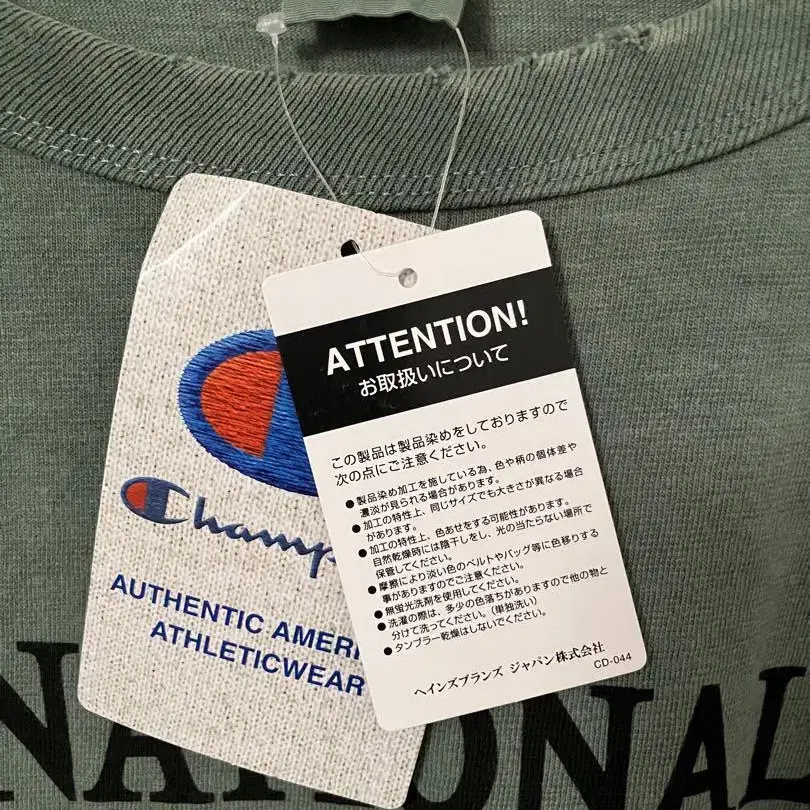 ATTENTION!
お取扱いについて
この製品は製品染めをしておりますので
次の点にご注意ください。
●製品染め加工を施している為、色や柄の個体差や
濃淡が見られる場合があります。
●加工の特性上、同じサイズでも大きさが異なる場合
があります。
●加工の特性上、色あせをする可能性があります。
自然乾燥時には陰干しをし、光の当たらない場所で
保管してください。
●摩擦により淡い色のベルトやバッグ等に色移りする
事がありますのでご注意ください。
●無蛍光洗剤を使用してください。
●洗濯の際は、多少の色落ちがありますので他の物と
分けて洗ってください。（単独洗い）
●タンブラー乾燥はしないでください。
ヘインズブランズ ジャパン株式会社
CD-044
Champ
AUTHENTIC AMERI
ATHLETICWEAR
NATIONAL